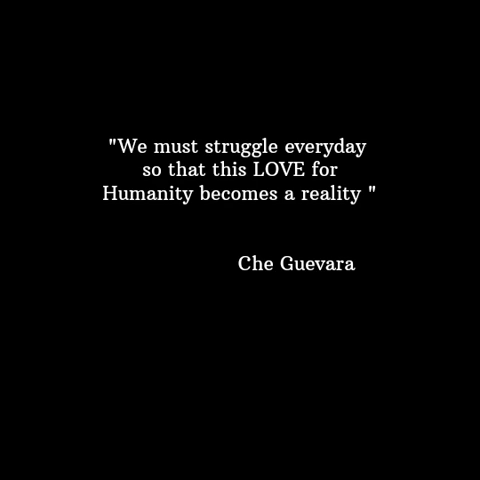 "We must struggle everyday
so that this LOVE for
Humanity becomes a reality "
Che Guevara